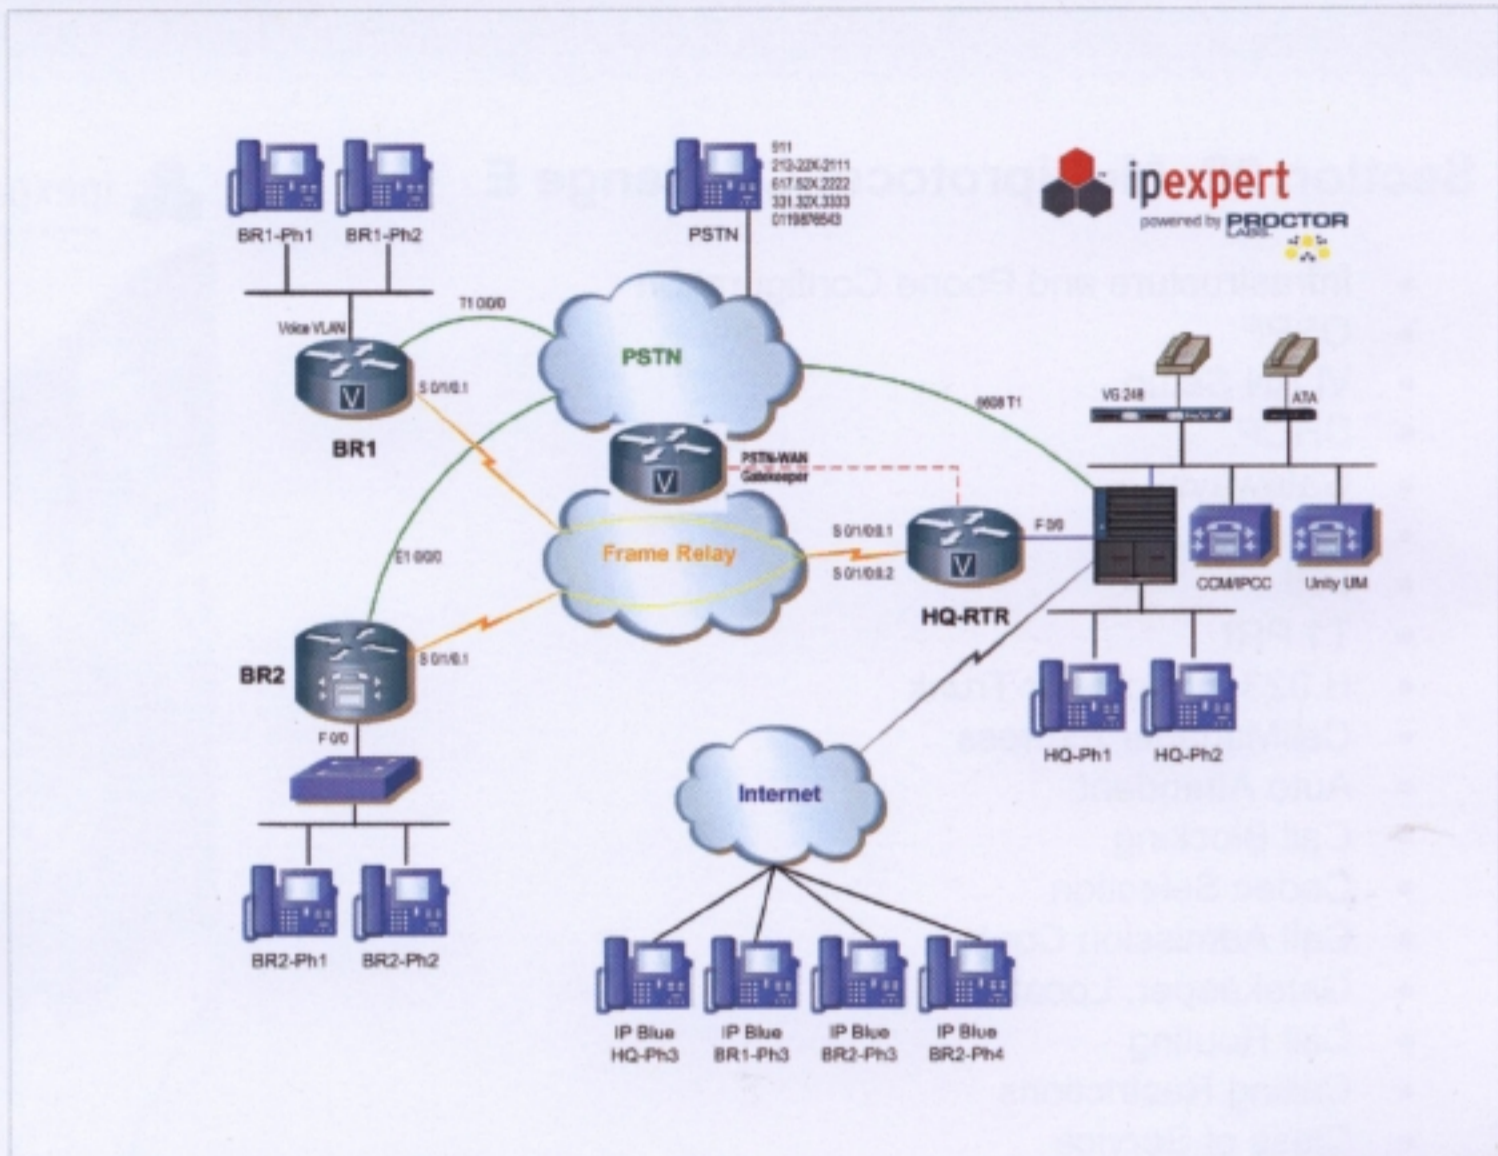 BR1-Ph1
BR1-Ph2
PSTN
911
212-22X-2111
617.62X.2222
331.32X.3333
0119876543
ipexpert
powered by PROCTOR
LABS
Voice VLAN
T1 0/0/0
PSTN
S 0/1/0.1
BR1
6608 T1
VG 248
ATA
PSTN-WAN
Gatekeeper
E1 0/0/0
Frame Relay
S 0/1/0:0.1
S 0/1/0:0.2
F 0/0
HQ-RTR
CCM/IPCC
Unity UM
BR2
S 0/1/0.1
F 0/0
HQ-Ph1
HQ-Ph2
Internet
BR2-Ph1
BR2-Ph2
IP Blue
HQ-Ph3
IP Blue
BR1-Ph3
IP Blue
BR2-Ph3
IP Blue
BR2-Ph4
V
V
V